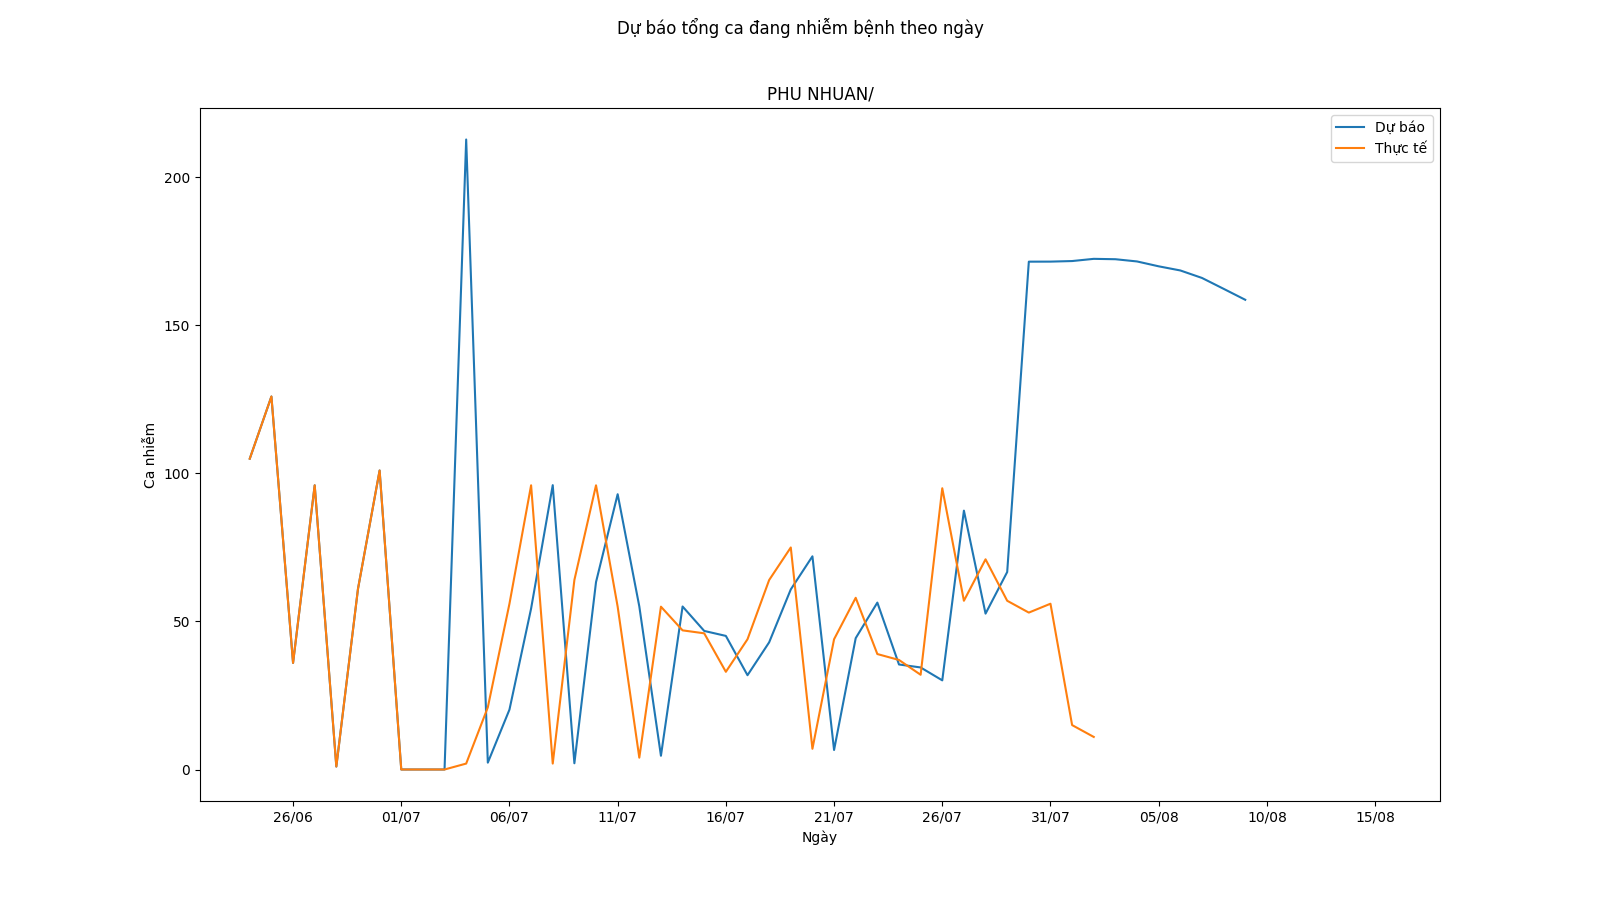 Dự báo tổng ca đang nhiễm bệnh theo ngày
PHU NHUAN/
Dự báo
Thực tế
200
150
100
50
0
Ca nhiễm
26/06 01/07 06/07 11/07 16/07 21/07 26/07 31/07 05/08 10/08 15/08
Ngày